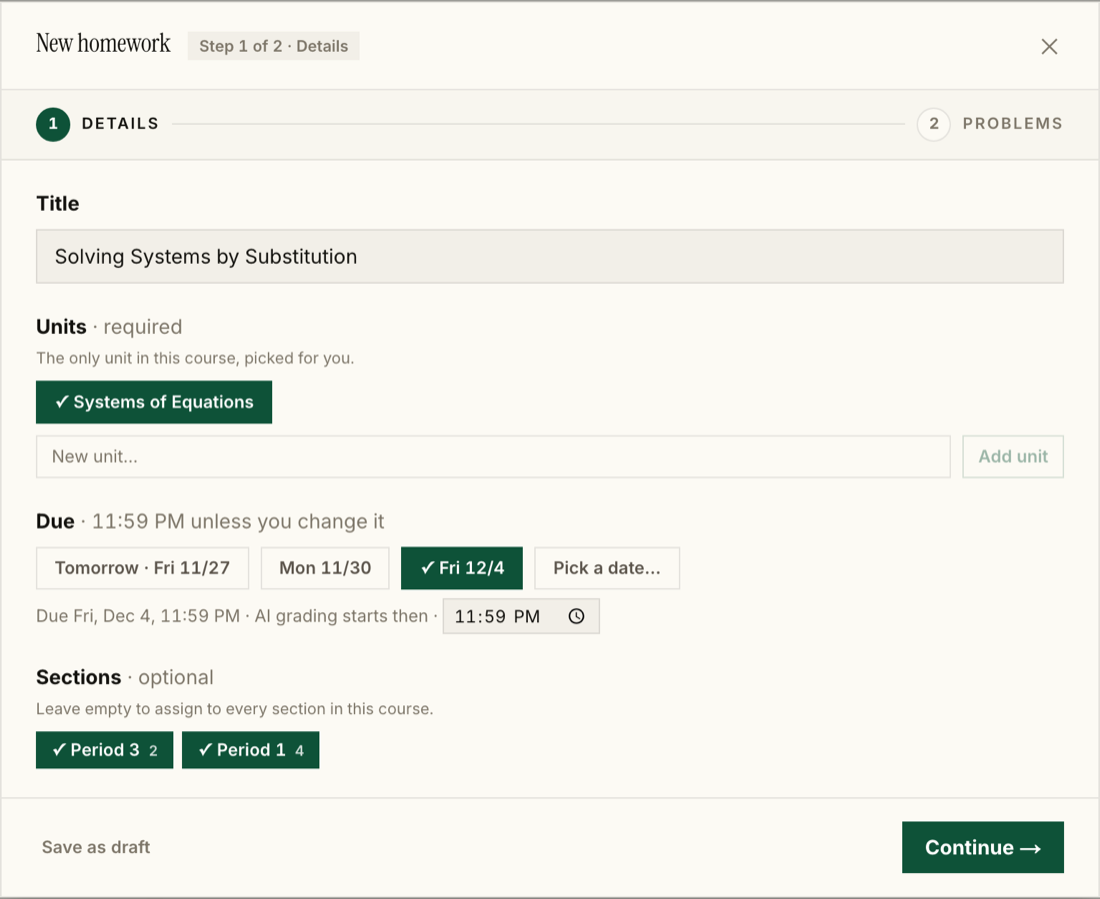 New homework
Step 1 of 2 · Details
1 DETAILS
2 PROBLEMS
Title
Solving Systems by Substitution
Units · required
The only unit in this course, picked for you.
✓ Systems of Equations
New unit...
Add unit
Due · 11:59 PM unless you change it
Tomorrow · Fri 11/27
Mon 11/30
✓ Fri 12/4
Pick a date...
Due Fri, Dec 4, 11:59 PM · AI grading starts then · 11:59 PM
Sections · optional
Leave empty to assign to every section in this course.
✓ Period 3 2
✓ Period 1 4
Save as draft
Continue →